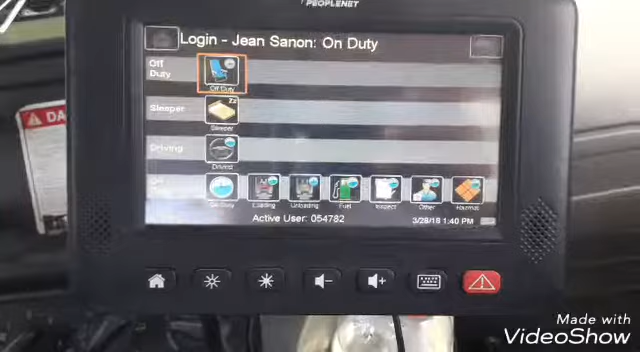 PEOPLENET
Login - Jean Sanon: On Duty
Off
Duty
Off Duty
Sleeper
Sleeper
Driving
Driving
On Duty
Loading
Unloading
Fuel
Inspect
Other
Hazmat
Active User: 054782
3/28/18 1:40 PM
DA
Made with
VideoShow